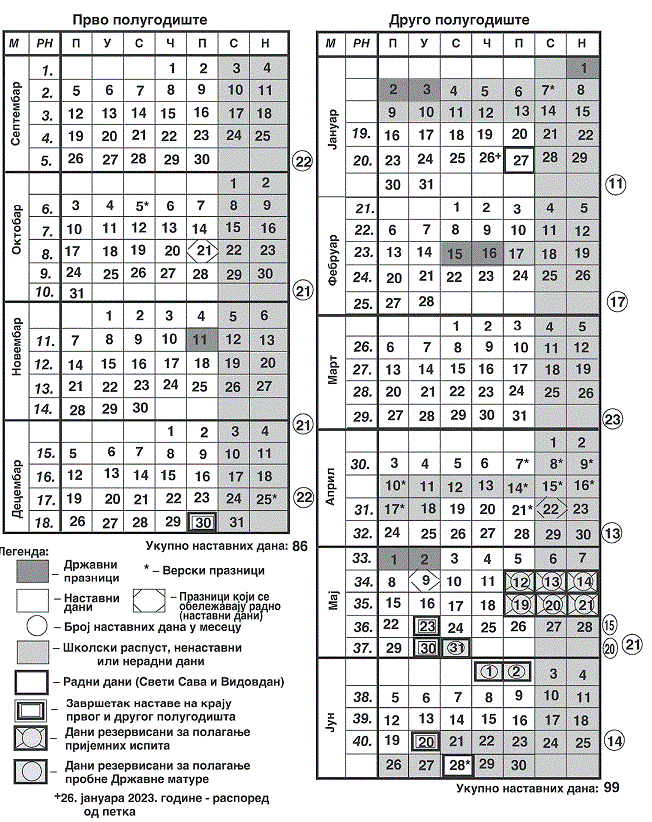 Прво полугодиште
М РН П У С Ч П С Н
Септембар
1. 1 2 3 4
2. 5 6 7 8 9 10 11
3. 12 13 14 15 16 17 18
4. 19 20 21 22 23 24 25
5. 26 27 28 29 30 22
Октобар
1 2
6. 3 4 5* 6 7 8 9
7. 10 11 12 13 14 15 16
8. 17 18 19 20 21 22 23
9. 24 25 26 27 28 29 30
10. 31 21
Новембар
1 2 3 4 5 6
11. 7 8 9 10 11 12 13
12. 14 15 16 17 18 19 20
13. 21 22 23 24 25 26 27
14. 28 29 30 21
Децембар
1 2 3 4
15. 5 6 7 8 9 10 11
16. 12 13 14 15 16 17 18
17. 19 20 21 22 23 24 25* 22
18. 26 27 28 29 30 31
Укупно наставних дана: 86
Легенда:
– Државни празници
* – Верски празници
– Наставни дани
– Празници који се обележавају радно (наставни дани)
– Број наставних дана у месецу
– Школски распуст, ненаставни или нерадни дани
– Радни дани (Свети Сава и Видовдан)
Завршетак наставе на крају
– првог и другог полугодишта
– Дани резервисани за полагање пријемних испита
– Дани резервисани за полагање пробне Државне матуре
+26. јануара 2023. године - распоред од петка
Друго полугодиште
М РН П У С Ч П С Н
Јануар
1
2 3 4 5 6 7* 8
9 10 11 12 13 14 15
19. 16 17 18 19 20 21 22
20. 23 24 25 26+ 27 28 29
30 31 11
Фебруар
21. 1 2 3 4 5
22. 6 7 8 9 10 11 12
23. 13 14 15 16 17 18 19
24. 20 21 22 23 24 25 26
25. 27 28 17
Март
1 2 3 4 5
26. 6 7 8 9 10 11 12
27. 13 14 15 16 17 18 19
28. 20 21 22 23 24 25 26
29. 27 28 29 30 31 23
Април
1 2
30. 3 4 5 6 7* 8* 9*
10* 11 12 13 14* 15* 16*
31. 17* 18 19 20 21* 22 23
32. 24 25 26 27 28 29 30 13
Мај
33. 1 2 3 4 5 6 7
34. 8 9 10 11 12 13 14
35. 15 16 17 18 19 20 21
36. 22 23 24 25 26 27 28 15
37. 29 30 31 20 21
Јун
1 2 3 4
38. 5 6 7 8 9 10 11
39. 12 13 14 15 16 17 18
40. 19 20 21 22 23 24 25 14
26 27 28* 29 30
Укупно наставних дана: 99